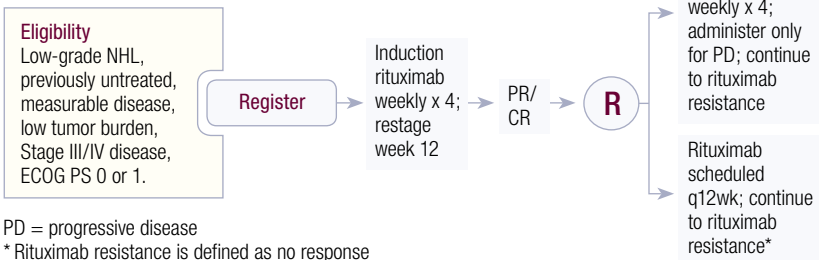 Eligibility
Low-grade NHL,
previously untreated,
measurable disease,
low tumor burden,
Stage III/IV disease,
ECOG PS 0 or 1.
Register
Induction
rituximab
weekly x 4;
restage
week 12
PR/
CR
R
weekly x 4;
administer only
for PD; continue
to rituximab
resistance
Rituximab
scheduled
q12wk; continue
to rituximab
resistance*
PD = progressive disease
* Rituximab resistance is defined as no response